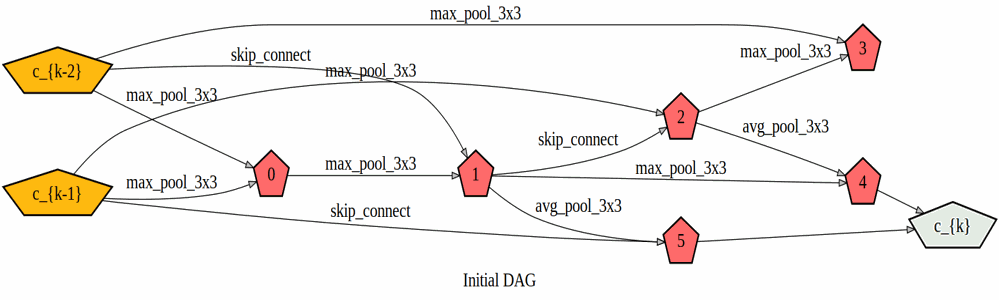 max_pool_3x3
3
c_{k-2}
skip_connect
max_pool_3x3
max_pool_3x3
max_pool_3x3
2
skip_connect
avg_pool_3x3
c_{k-1}
max_pool_3x3
0
max_pool_3x3
1
max_pool_3x3
4
skip_connect
avg_pool_3x3
5
c_{k}
Initial DAG